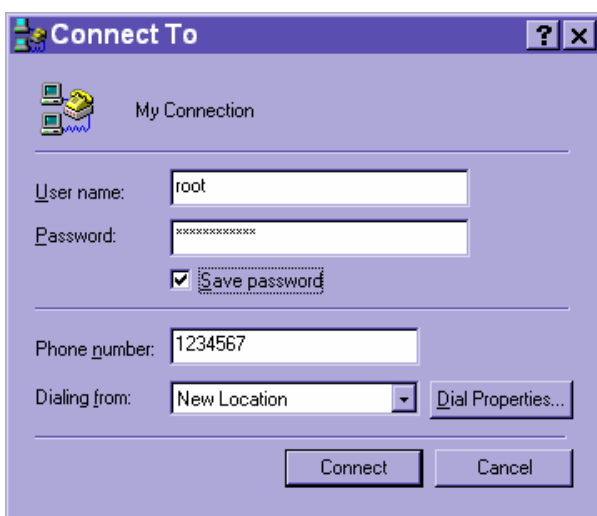 Connect To
My Connection
User name: root
Password: ************
Save password
Phone number: 1234567
Dialing from: New Location Dial Properties...
Connect Cancel